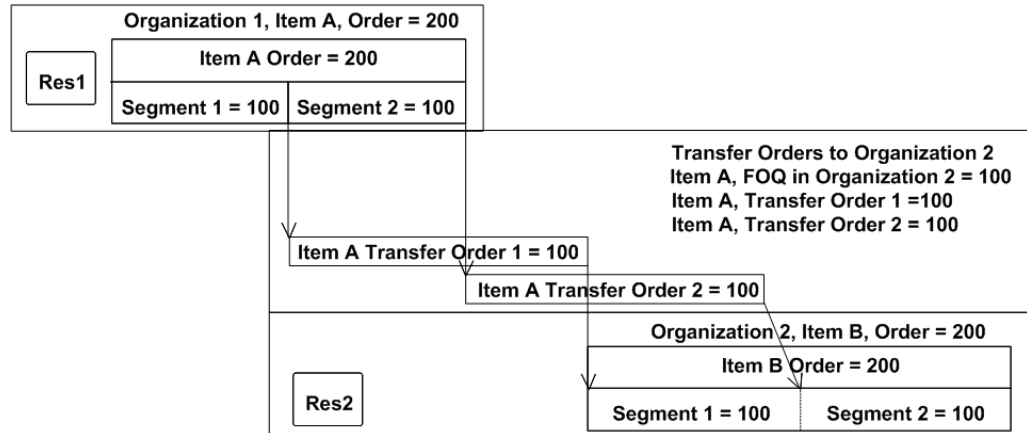 Organization 1, Item A, Order = 200
Item A Order = 200
Res1
Segment 1 = 100
Segment 2 = 100
Transfer Orders to Organization 2
Item A, FOQ in Organization 2 = 100
Item A, Transfer Order 1 =100
Item A, Transfer Order 2 = 100
Item A Transfer Order 1 = 100
Item A Transfer Order 2 = 100
Organization 2, Item B, Order = 200
Item B Order = 200
Res2
Segment 1 = 100
Segment 2 = 100